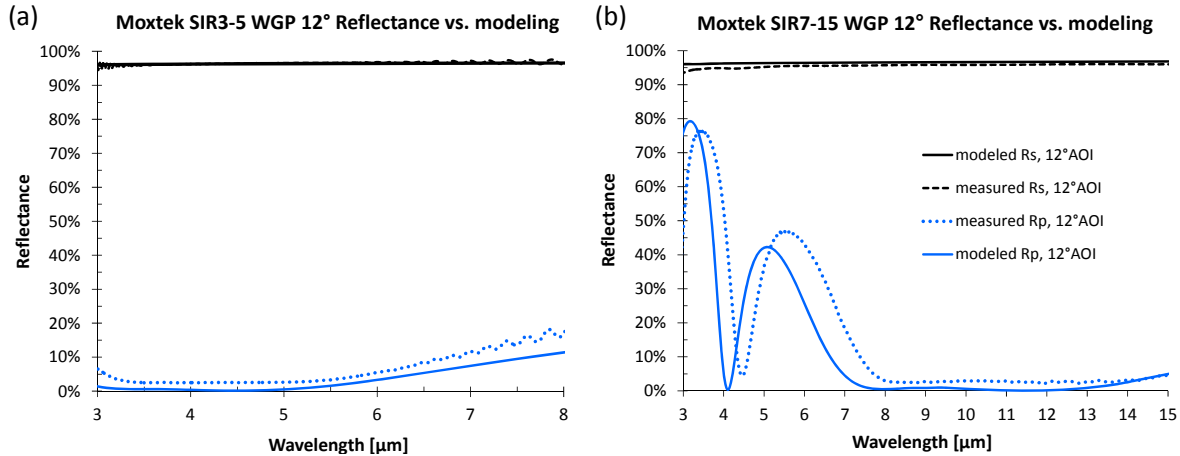 (a)
Moxtek SIR3-5 WGP 12° Reflectance vs. modeling
100%
90%
80%
70%
60%
50%
40%
30%
20%
10%
0%
Reflectance
3 4 5 6 7 8
Wavelength [µm]
(b)
Moxtek SIR7-15 WGP 12° Reflectance vs. modeling
100%
90%
80%
70%
60%
50%
40%
30%
20%
10%
0%
Reflectance
modeled Rs, 12°AOI
measured Rs, 12°AOI
measured Rp, 12°AOI
modeled Rp, 12°AOI
3 4 5 6 7 8 9 10 11 12 13 14 15
Wavelength [µm]